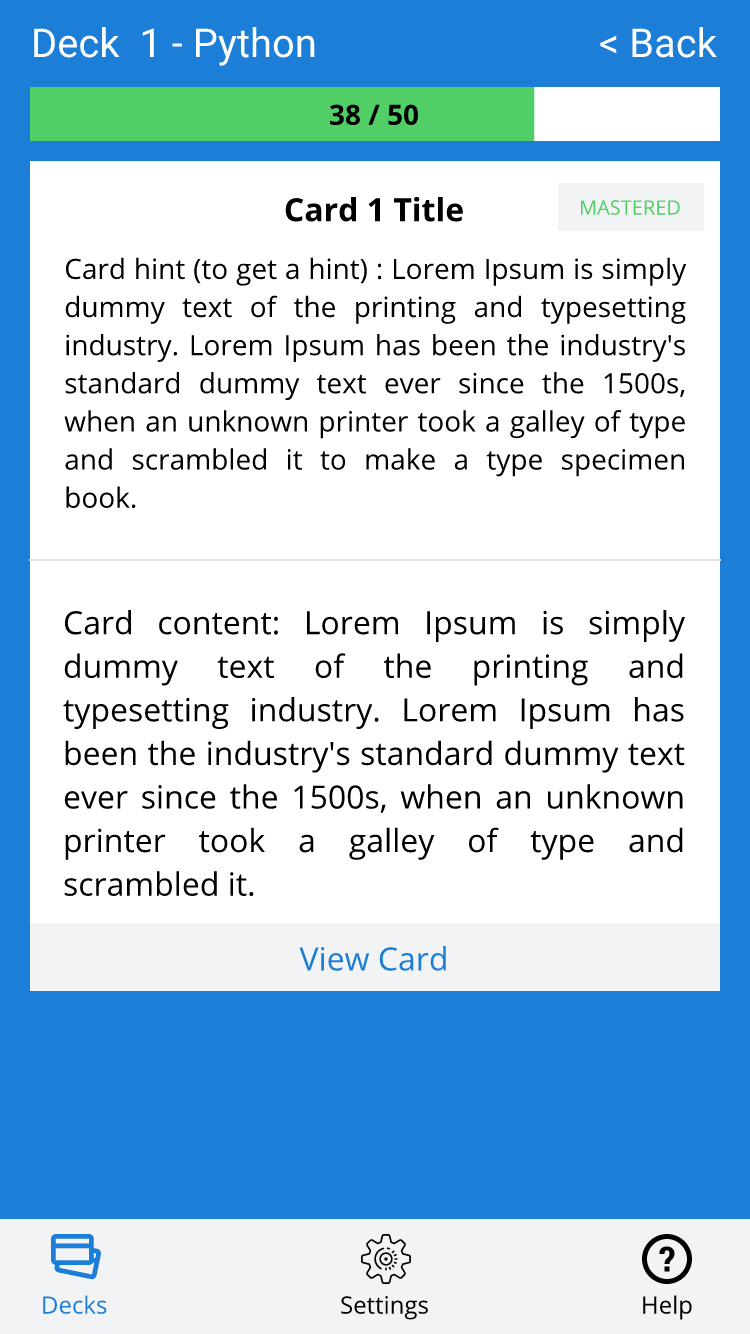 Deck 1 - Python
< Back
38 / 50
Card 1 Title
MASTERED
Card hint (to get a hint) : Lorem Ipsum is simply
dummy text of the printing and typesetting
industry. Lorem Ipsum has been the industry's
standard dummy text ever since the 1500s,
when an unknown printer took a galley of type
and scrambled it to make a type specimen
book.
Card content: Lorem Ipsum is simply
dummy text of the printing and
typesetting industry. Lorem Ipsum has
been the industry's standard dummy text
ever since the 1500s, when an unknown
printer took a galley of type and
scrambled it.
View Card
Decks
Settings
?
Help